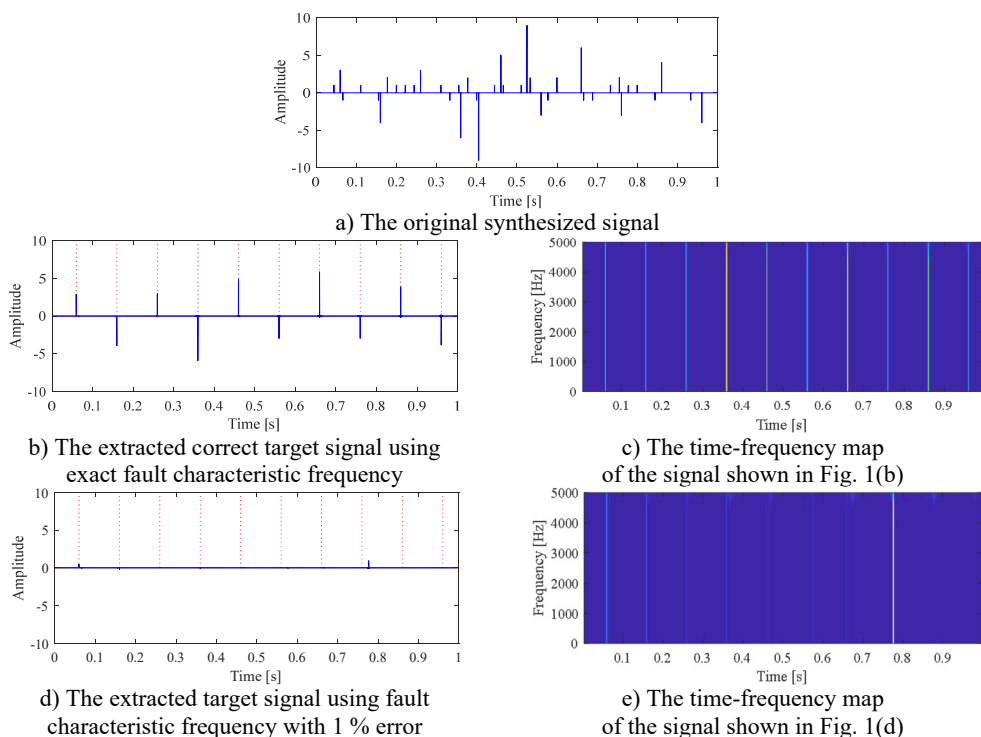 10
5
0
-5
-10
Amplitude
0 0.1 0.2 0.3 0.4 0.5 0.6 0.7 0.8 0.9 1
Time [s]
a) The original synthesized signal
10
5
0
-5
-10
Amplitude
0 0.1 0.2 0.3 0.4 0.5 0.6 0.7 0.8 0.9 1
Time [s]
b) The extracted correct target signal using
exact fault characteristic frequency
5000
4000
3000
2000
1000
0
Frequency [Hz]
0.1 0.2 0.3 0.4 0.5 0.6 0.7 0.8 0.9
Time [s]
c) The time-frequency map
of the signal shown in Fig. 1(b)
10
5
0
-5
-10
Amplitude
0 0.1 0.2 0.3 0.4 0.5 0.6 0.7 0.8 0.9 1
Time [s]
d) The extracted target signal using fault
characteristic frequency with 1 % error
5000
4000
3000
2000
1000
0
Frequency [Hz]
0.1 0.2 0.3 0.4 0.5 0.6 0.7 0.8 0.9
Time [s]
e) The time-frequency map
of the signal shown in Fig. 1(d)